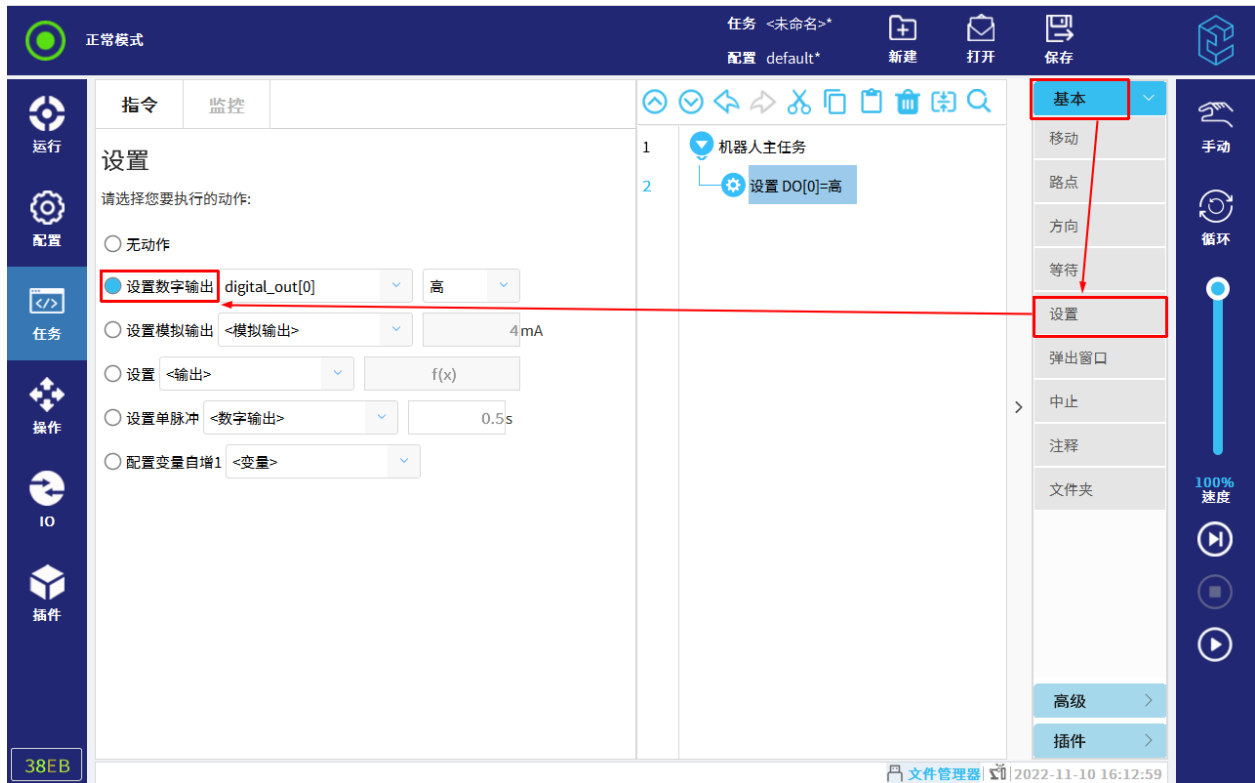 正常模式
任务 <未命名>*
配置 default*
新建
打开
保存
运行
配置
任务
操作
IO
插件
38EB
指令 监控
设置
请选择您要执行的动作:
无动作
设置数字输出 digital_out[0] 高
设置模拟输出 <模拟输出> 4mA
设置 <输出> f(x)
设置单脉冲 <数字输出> 0.5s
配置变量自增1 <变量>
1 机器人主任务
2 设置 DO[0]=高
基本
移动
路点
方向
等待
设置
弹出窗口
中止
注释
文件夹
高级
插件
手动
循环
100%
速度
文件管理器 2022-11-10 16:12:59